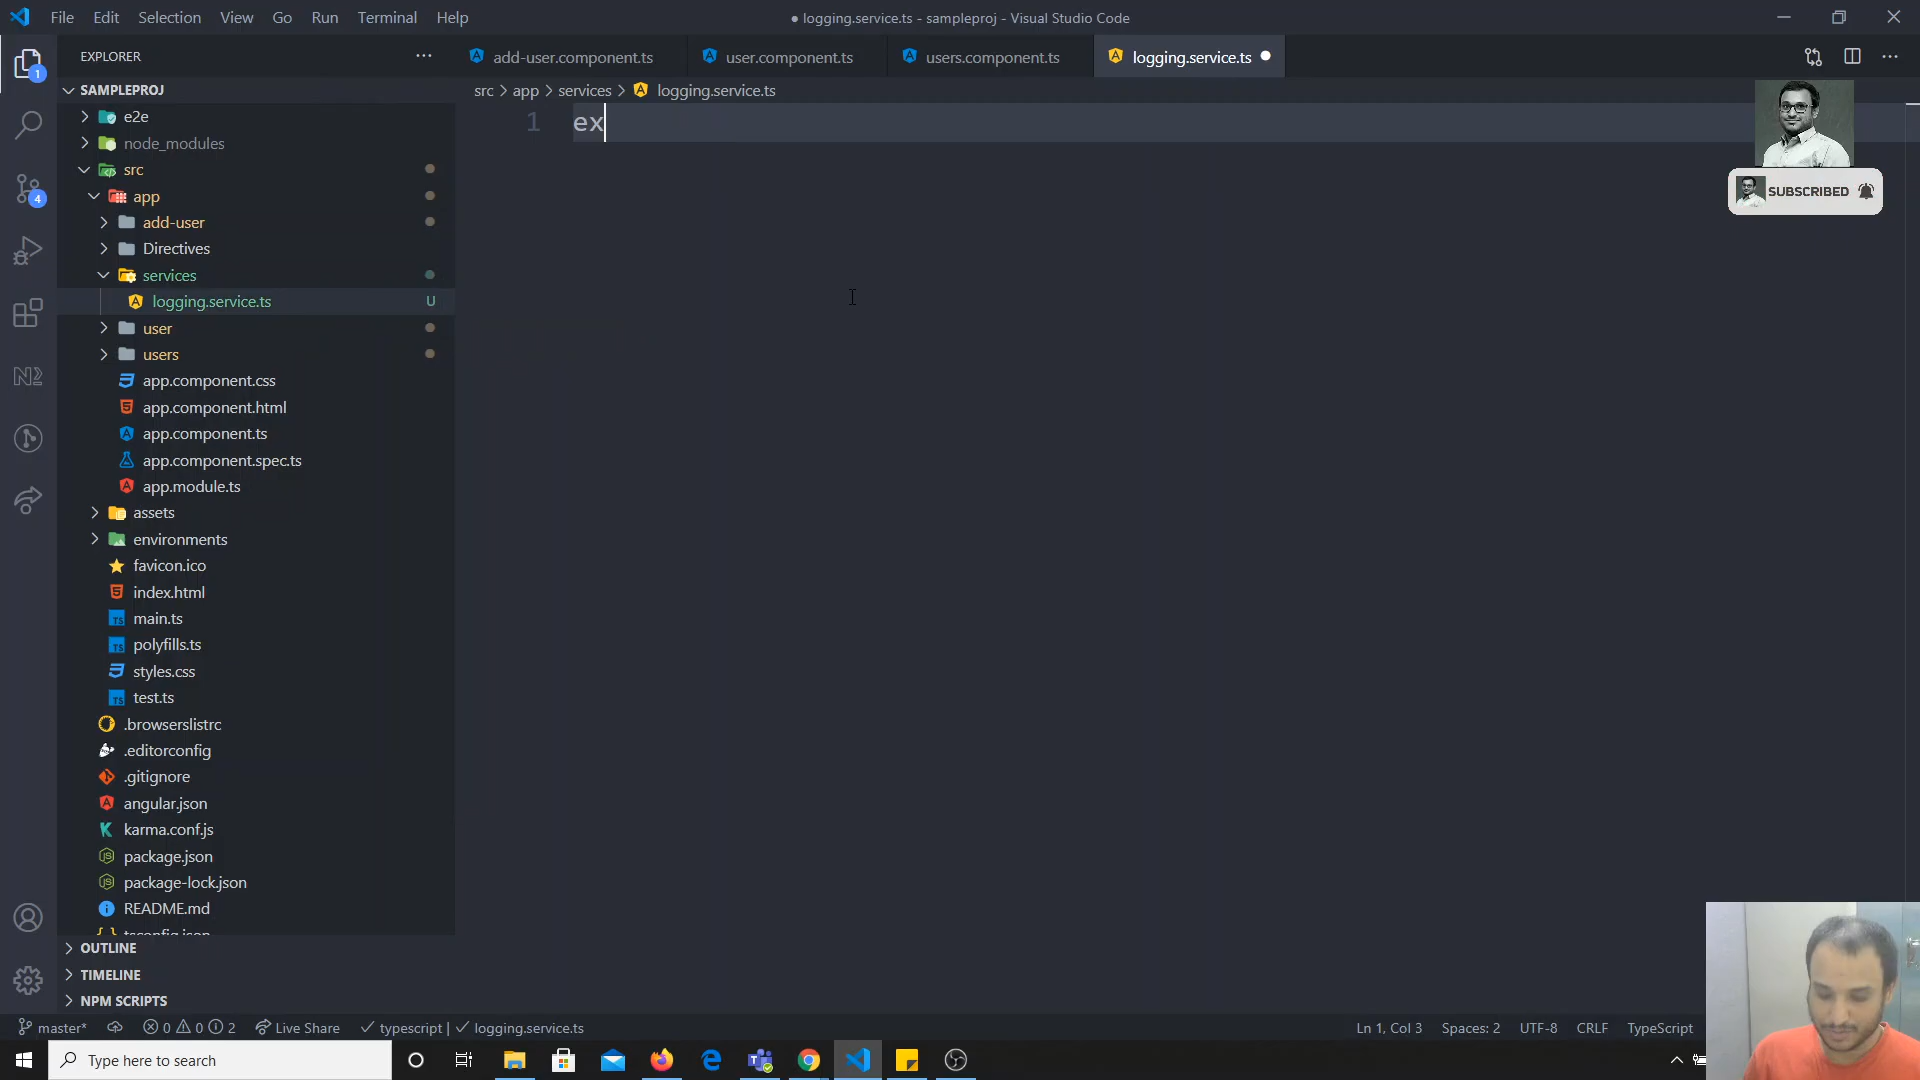 File Edit Selection View Go Run Terminal Help
● logging.service.ts - sampleproj - Visual Studio Code
EXPLORER
add-user.component.ts
user.component.ts
users.component.ts
logging.service.ts
SAMPLEPROJ
src > app > services > logging.service.ts
1 ex
e2e
node_modules
src
app
add-user
Directives
services
logging.service.ts U
user
users
app.component.css
app.component.html
app.component.ts
app.component.spec.ts
app.module.ts
assets
environments
favicon.ico
index.html
main.ts
polyfills.ts
styles.css
test.ts
.browserslistrc
.editorconfig
.gitignore
angular.json
karma.conf.js
package.json
package-lock.json
README.md
tsconfig.json
OUTLINE
TIMELINE
NPM SCRIPTS
1
4
SUBSCRIBED
master* 0 0 2 Live Share typescript | logging.service.ts
Ln 1, Col 3 Spaces: 2 UTF-8 CRLF TypeScript
Type here to search